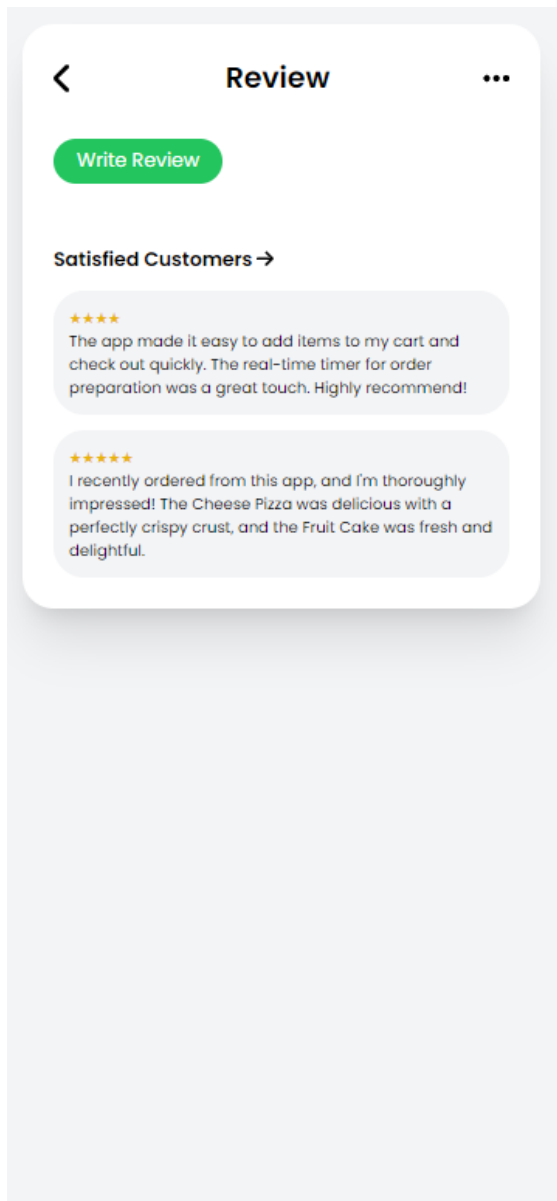 Review
Write Review
Satisfied Customers
The app made it easy to add items to my cart and
check out quickly. The real-time timer for order
preparation was a great touch. Highly recommend!
I recently ordered from this app, and I'm thoroughly
impressed! The Cheese Pizza was delicious with a
perfectly crispy crust, and the Fruit Cake was fresh and
delightful.